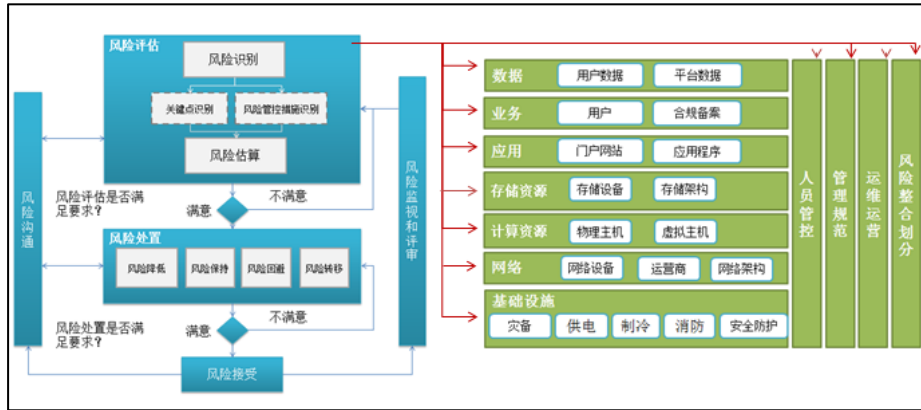 风险评估
风险识别
关键点识别
风险管控措施识别
风险估算
风险评估是否满
足要求?
满意
不满意
风险处置
风险降低
风险保持
风险回避
风险转移
风险处置是否满
足要求?
满意
不满意
风险接受
风险沟通
风险监视和评审
数据
用户数据
平台数据
业务
用户
合规备案
应用
门户网站
应用程序
存储资源
存储设备
存储架构
计算资源
物理主机
虚拟主机
网络
网络设备
运营商
网络架构
基础设施
灾备
供电
制冷
消防
安全防护
人员管控
管理规范
运维运营
风险整合划分